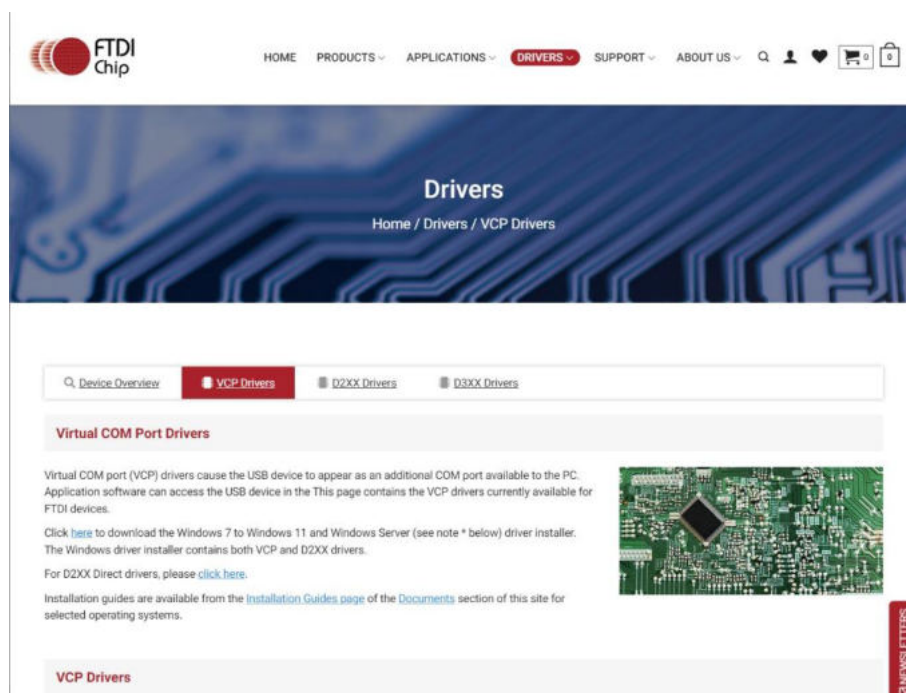 FTDI
Chip
HOME PRODUCTS APPLICATIONS DRIVERS SUPPORT ABOUT US 0 0
Drivers
Home / Drivers / VCP Drivers
Device Overview VCP Drivers D2XX Drivers D3XX Drivers
Virtual COM Port Drivers
Virtual COM port (VCP) drivers cause the USB device to appear as an additional COM port available to the PC.
Application software can access the USB device in the This page contains the VCP drivers currently available for
FTDI devices.
Click here to download the Windows 7 to Windows 11 and Windows Server (see note * below) driver installer.
The Windows driver installer contains both VCP and D2XX drivers.
For D2XX Direct drivers, please click here.
Installation guides are available from the Installation Guides page of the Documents section of this site for
selected operating systems.
NEWSLETTERS
VCP Drivers